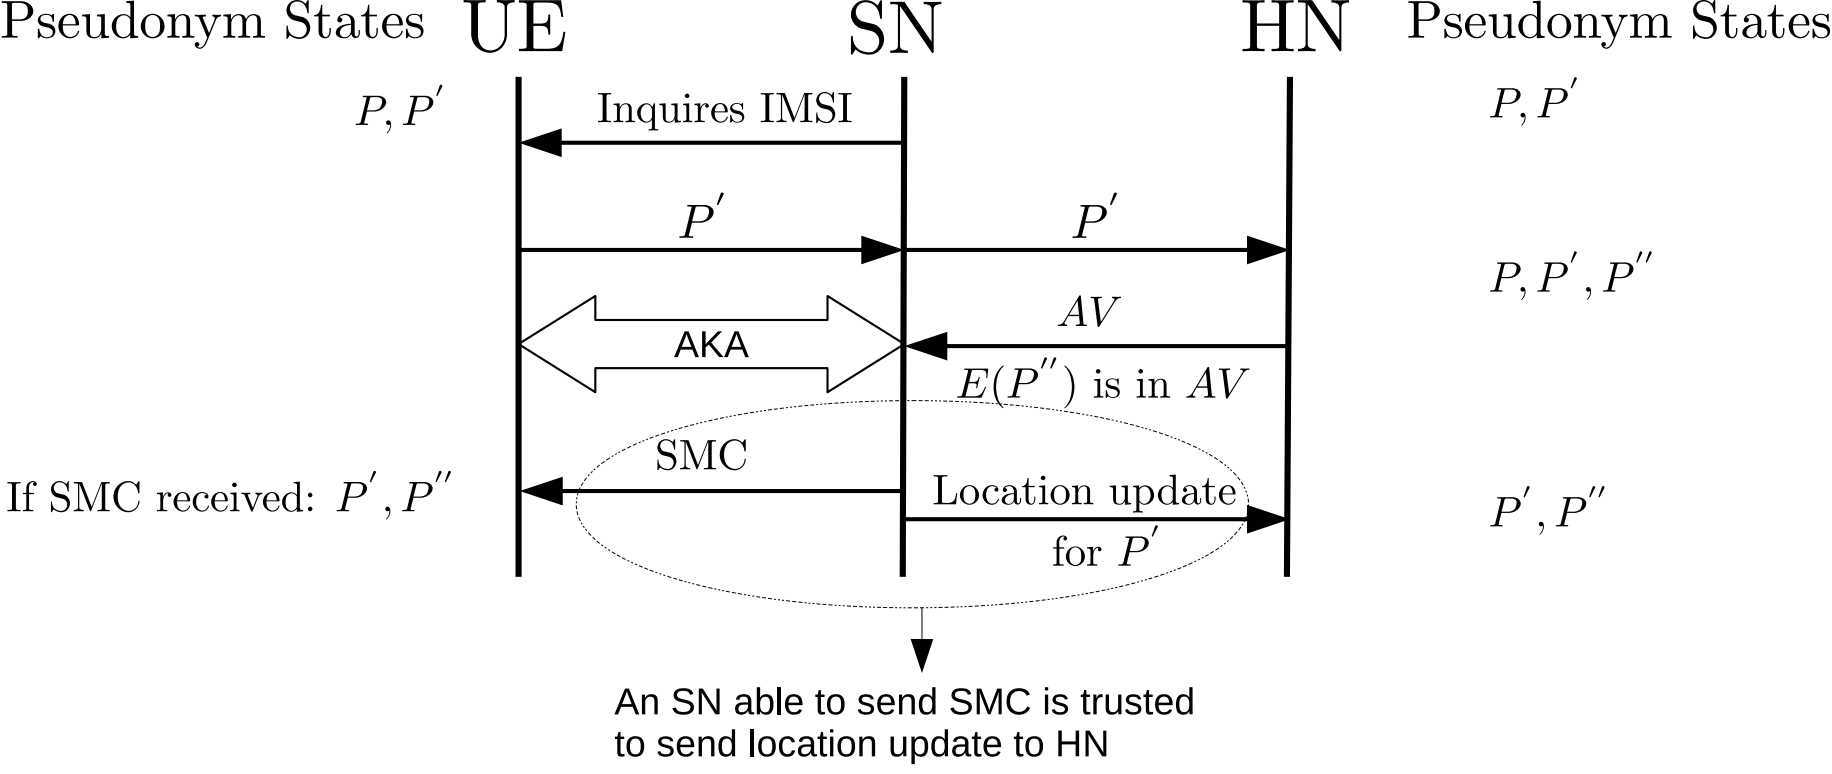 Pseudonym States UE SN HN Pseudonym States
P, P′ Inquires IMSI P, P′
P′ P′
P, P′, P′′
AV
AKA
E(P′′) is in AV
SMC
If SMC received: P′, P′′ Location update P′, P′′
for P′
An SN able to send SMC is trusted
to send location update to HN